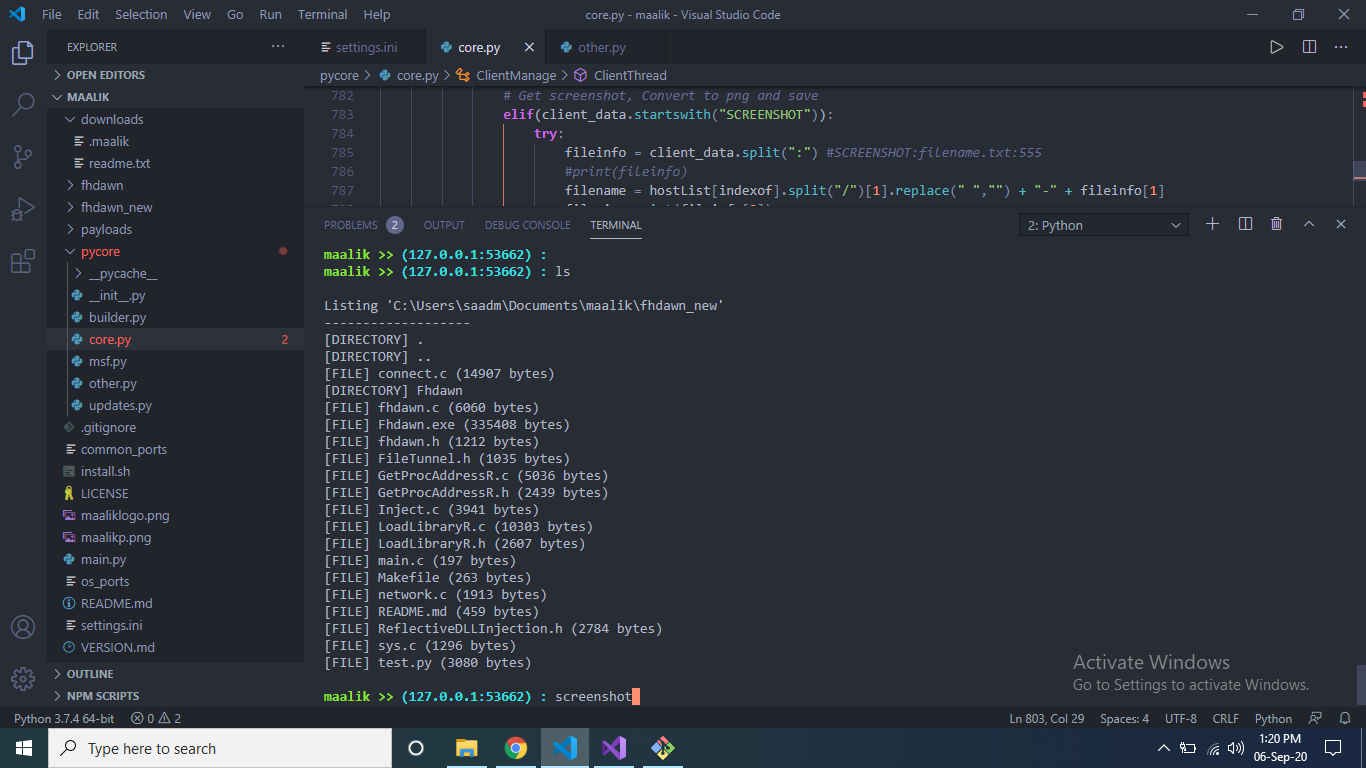 File Edit Selection View Go Run Terminal Help
core.py - maalik - Visual Studio Code
EXPLORER
OPEN EDITORS
MAALIK
downloads
.maalik
readme.txt
fhdawn
fhdawn_new
payloads
pycore
__pycache__
__init__.py
builder.py
core.py 2
msf.py
other.py
updates.py
.gitignore
common_ports
install.sh
LICENSE
maaliklogo.png
maalikp.png
main.py
os_ports
README.md
settings.ini
VERSION.md
OUTLINE
NPM SCRIPTS
settings.ini core.py other.py
pycore > core.py > ClientManage > ClientThread
782 # Get screenshot, Convert to png and save
783 elif(client_data.startswith("SCREENSHOT")):
784 try:
785 fileinfo = client_data.split(":") #SCREENSHOT:filename.txt:555
786 #print(fileinfo)
787 filename = hostList[indexof].split("/")[1].replace(" ","") + "-" + fileinfo[1]
PROBLEMS 2 OUTPUT DEBUG CONSOLE TERMINAL
2: Python
maalik >> (127.0.0.1:53662) :
maalik >> (127.0.0.1:53662) : ls
Listing 'C:\Users\saadm\Documents\maalik\fhdawn_new'
-------------------
[DIRECTORY] .
[DIRECTORY] ..
[FILE] connect.c (14907 bytes)
[DIRECTORY] Fhdawn
[FILE] fhdawn.c (6060 bytes)
[FILE] Fhdawn.exe (335408 bytes)
[FILE] fhdawn.h (1212 bytes)
[FILE] FileTunnel.h (1035 bytes)
[FILE] GetProcAddressR.c (5036 bytes)
[FILE] GetProcAddressR.h (2439 bytes)
[FILE] Inject.c (3941 bytes)
[FILE] LoadLibraryR.c (10303 bytes)
[FILE] LoadLibraryR.h (2607 bytes)
[FILE] main.c (197 bytes)
[FILE] Makefile (263 bytes)
[FILE] network.c (1913 bytes)
[FILE] README.md (459 bytes)
[FILE] ReflectiveDLLInjection.h (2784 bytes)
[FILE] sys.c (1296 bytes)
[FILE] test.py (3080 bytes)
maalik >> (127.0.0.1:53662) : screenshot
Activate Windows
Go to Settings to activate Windows.
Python 3.7.4 64-bit 0 2
Ln 803, Col 29 Spaces: 4 UTF-8 CRLF Python
Type here to search
1:20 PM
06-Sep-20